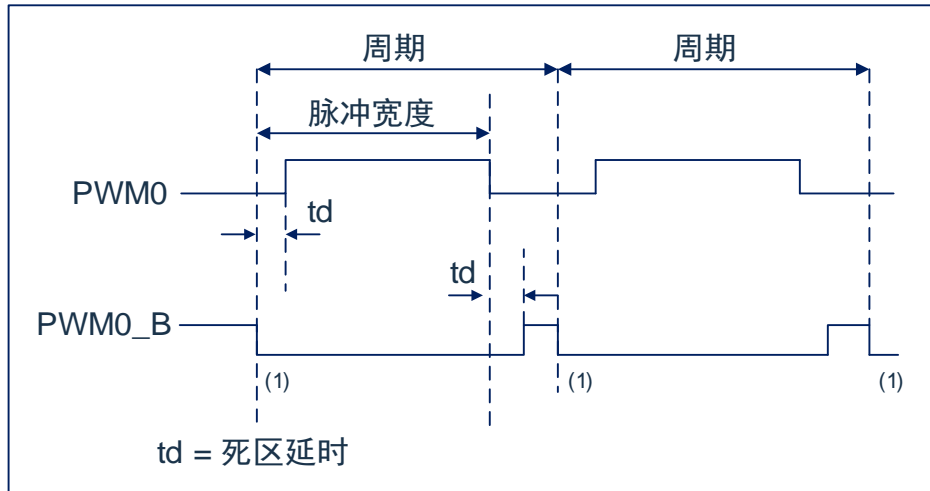 周期 周期
脉冲宽度
PWM0
td
td
PWM0_B
(1) (1) (1)
td = 死区延时